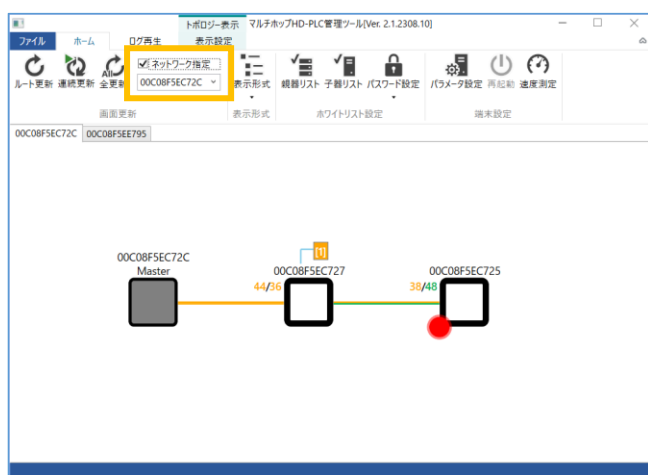 トポロジー表示 マルチホップHD-PLC管理ツール[Ver. 2.1.2308.10]
ファイル ホーム ログ再生 表示設定
ネットワーク指定
00C08F5EC72C
ルート更新 連続更新 全更新 表示形式 親器リスト 子器リスト パスワード設定 パラメータ設定 再起動 速度測定
画面更新 表示形式 ホワイトリスト設定 端末設定
00C08F5EC72C 00C08F5EE795
[1]
00C08F5EC72C 00C08F5EC727 00C08F5EC725
Master
44/36 38/48